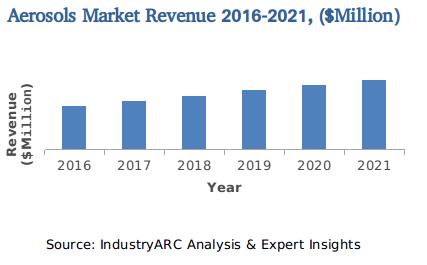 Aerosols Market Revenue 2016-2021, ($Million)
Revenue
($Million)
2016 2017 2018 2019 2020 2021
Year
Source: IndustryARC Analysis & Expert Insights